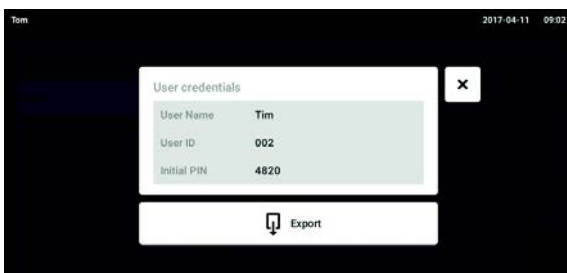 Tom 2017-04-11 09:02
User credentials
User Name Tim
User ID 002
Initial PIN 4820
Export